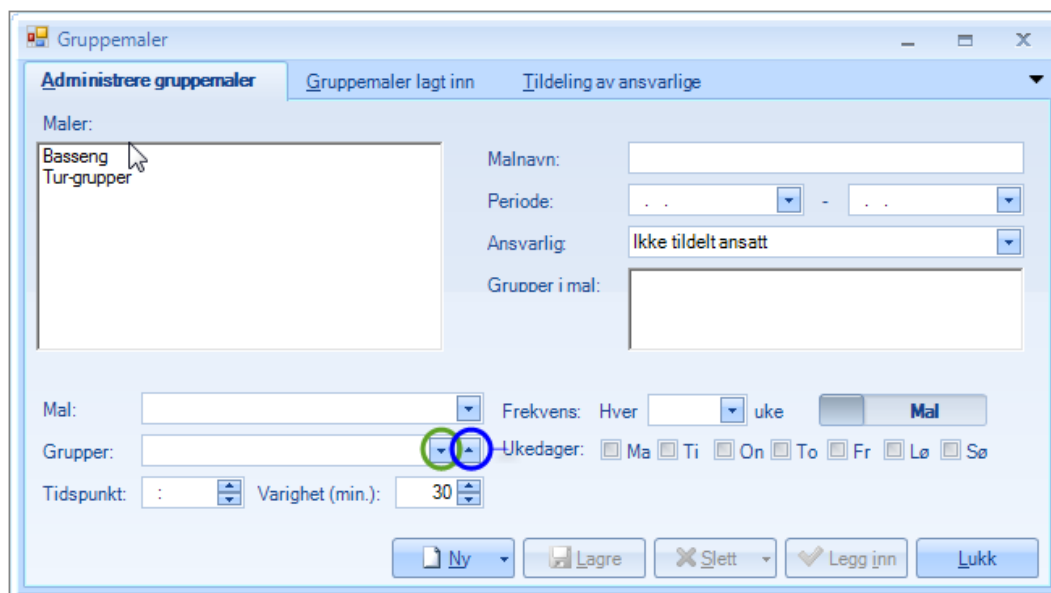 Gruppemaler
Administrere gruppemaler Gruppemaler lagt inn Tildeling av ansvarlige
Maler:
Basseng
Tur-grupper
Malnavn:
Periode: . . - . .
Ansvarlig: Ikke tildelt ansatt
Grupper i mal:
Mal:
Frekvens: Hver uke Mal
Grupper:
Ukedager: Ma Ti On To Fr Lø Sø
Tidspunkt: : Varighet (min.): 30
Ny Lagre Slett Legg inn Lukk